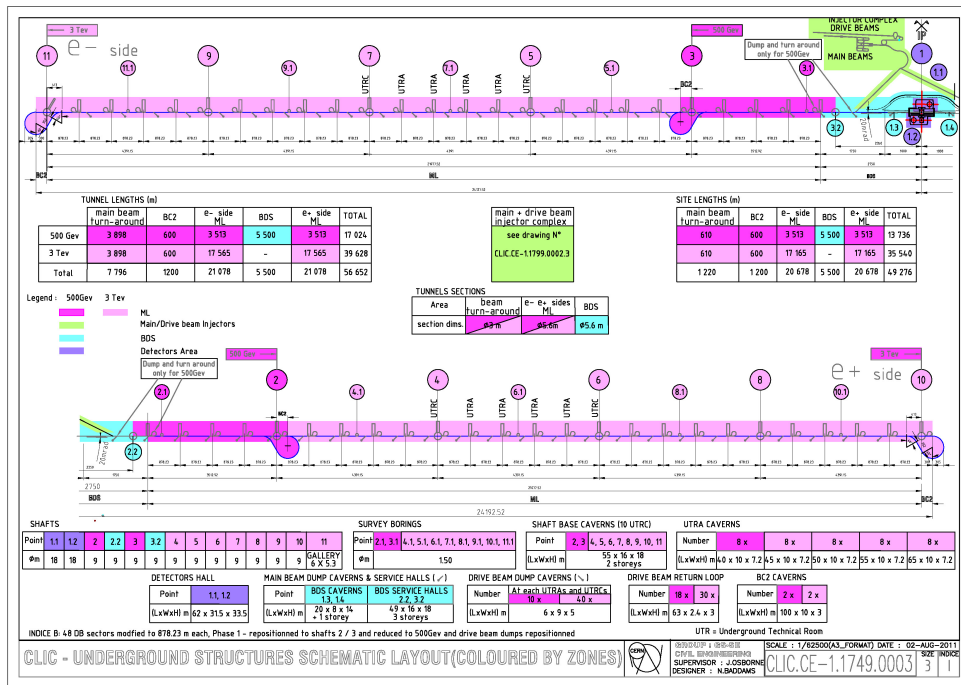 3 Tev
e- side
500 Gev
INJECTOR COMPLEX
DRIVE BEAMS
MAIN BEAMS
IP
Dump and turn around
only for 500Gev
11
11.1
9
9.1
7
7.1
5
5.1
3
3.1
1
1.1
UTRC
UTRA
UTRA
UTRA
UTRA
UTRC
BC2
3.2
1.3
1.2
1.4
20mrad
BC2
ML
BDS
TUNNEL LENGTHS (m)
main beam turn-around
BC2
e- side ML
BDS
e+ side ML
TOTAL
500 Gev 3 898 600 3 513 5 500 3 513 17 024
3 Tev 3 898 600 17 565 - 17 565 39 628
Total 7 796 1200 21 078 5 500 21 078 56 652
main + drive beam
injector complex
see drawing N°
CLIC.CE-1.1799.0002.3
SITE LENGTHS (m)
main beam turn-around
BC2
e- side ML
BDS
e+ side ML
TOTAL
610 600 3 513 5 500 3 513 13 736
610 600 17 165 - 17 165 35 540
1 220 1 200 20 678 5 500 20 678 49 276
Legend : 500Gev 3 Tev
ML
Main/Drive beam Injectors
BDS
Detectors Area
TUNNELS SECTIONS
Area
beam turn-around
e- e+ sides ML
BDS
section dims. ø3 m ø5.6m ø5.6 m
Dump and turn around
only for 500Gev
500 Gev
3 Tev
e+ side
2.1
2
4.1
4
6.1
6
8.1
8
10.1
10
BC2
UTRC
UTRA
UTRA
UTRA
UTRA
UTRC
20mrad
2.2
2750
BDS
ML
BC2
24192.52
SHAFTS
Point 1.1 1.2 2 2.2 3 3.2 4 5 6 7 8 9 10 11
øm 18 18 9 9 9 9 9 9 9 9 9 9 9 GALLERY 6 X 5.3
SURVEY BORINGS
Point 2.1, 3.1 4.1, 5.1, 6.1, 7.1, 8.1, 9.1, 10.1, 11.1
øm 1.50
SHAFT BASE CAVERNS (10 UTRC)
Point 2, 3 4, 5, 6, 7, 8, 9, 10, 11
(LxWxH) m 55 x 16 x 18
2 storeys
UTRA CAVERNS
Number 8 x 8 x 8 x 8 x 8 x
(LxWxH) m 40 x 10 x 7.2 45 x 10 x 7.2 50 x 10 x 7.2 55 x 10 x 7.2 65 x 10 x 7.2
DETECTORS HALL
Point 1.1, 1.2
(LxWxH) m 62 x 31.5 x 33.5
MAIN BEAM DUMP CAVERNS & SERVICE HALLS
Point
BDS CAVERNS 1.3, 1.4
BDS SERVICE HALLS 2.2, 3.2
(LxWxH) m
20 x 8 x 14 + 1 storey
49 x 16 x 18 3 storeys
DRIVE BEAM DUMP CAVERNS
Number
At each UTRAs and UTRCs
10 x 40 x
(LxWxH) m 6 x 9 x 5
DRIVE BEAM RETURN LOOP
Number 18 x 30 x
(LxWxH) m 63 x 2.4 x 3
BC2 CAVERNS
Number 2 x 2 x
(LxWxH) m 100 x 10 x 3
INDICE B: 48 DB sectors modfied to 878.23 m each, Phase 1 - repositionned to shafts 2 / 3 and reduced to 500Gev and drive beam dumps repositionned
UTR = Underground Technical Room
CLIC - UNDERGROUND STRUCTURES SCHEMATIC LAYOUT(COLOURED BY ZONES)
CERN
GROUP : GS-SE
CIVIL ENGINEERING
SUPERVISOR : J.OSBORNE
DESIGNER : N.BADDAMS
SCALE : 1/62500(A3_FORMAT) DATE : 02-AUG-2011
CLIC.CE-1.1749.0003
SIZE 3
INDICE I